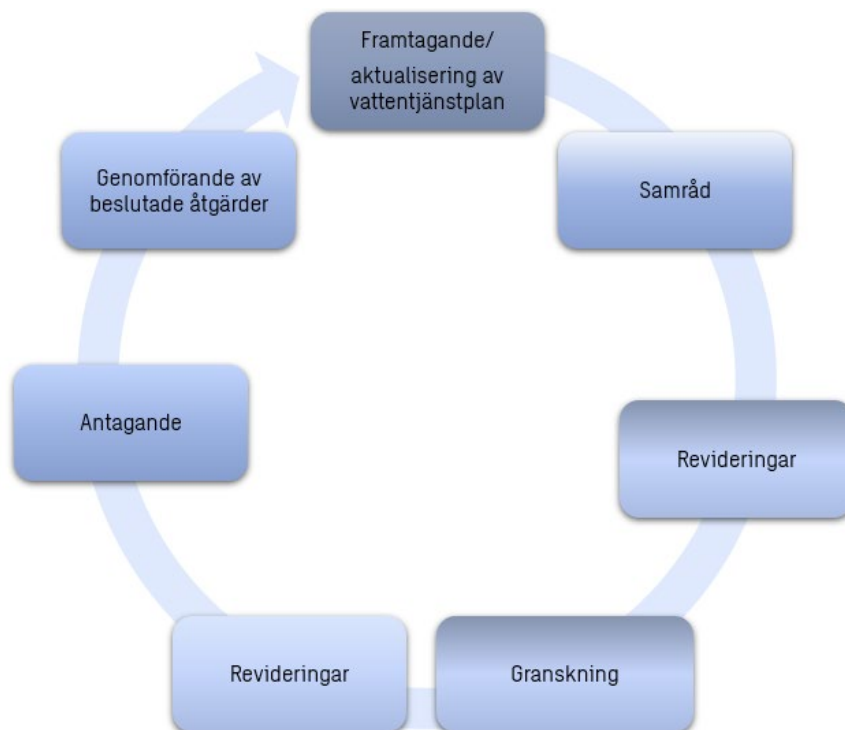 Framtagande/
aktualisering av
vattentjänstplan
Samråd
Revideringar
Granskning
Revideringar
Antagande
Genomförande av
beslutade åtgärder